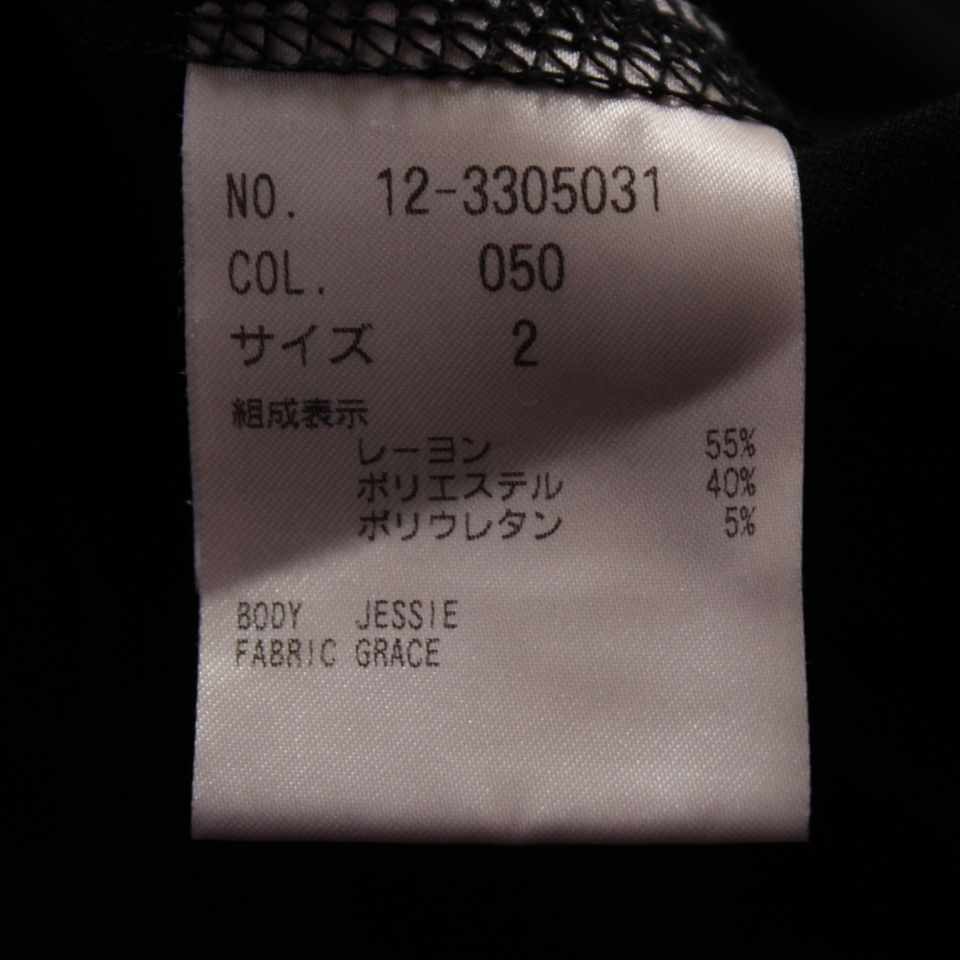 NO. 12-3305031
COL. 050
サイズ 2
組成表示
レーヨン 55%
ポリエステル 40%
ポリウレタン 5%
BODY JESSIE
FABRIC GRACE